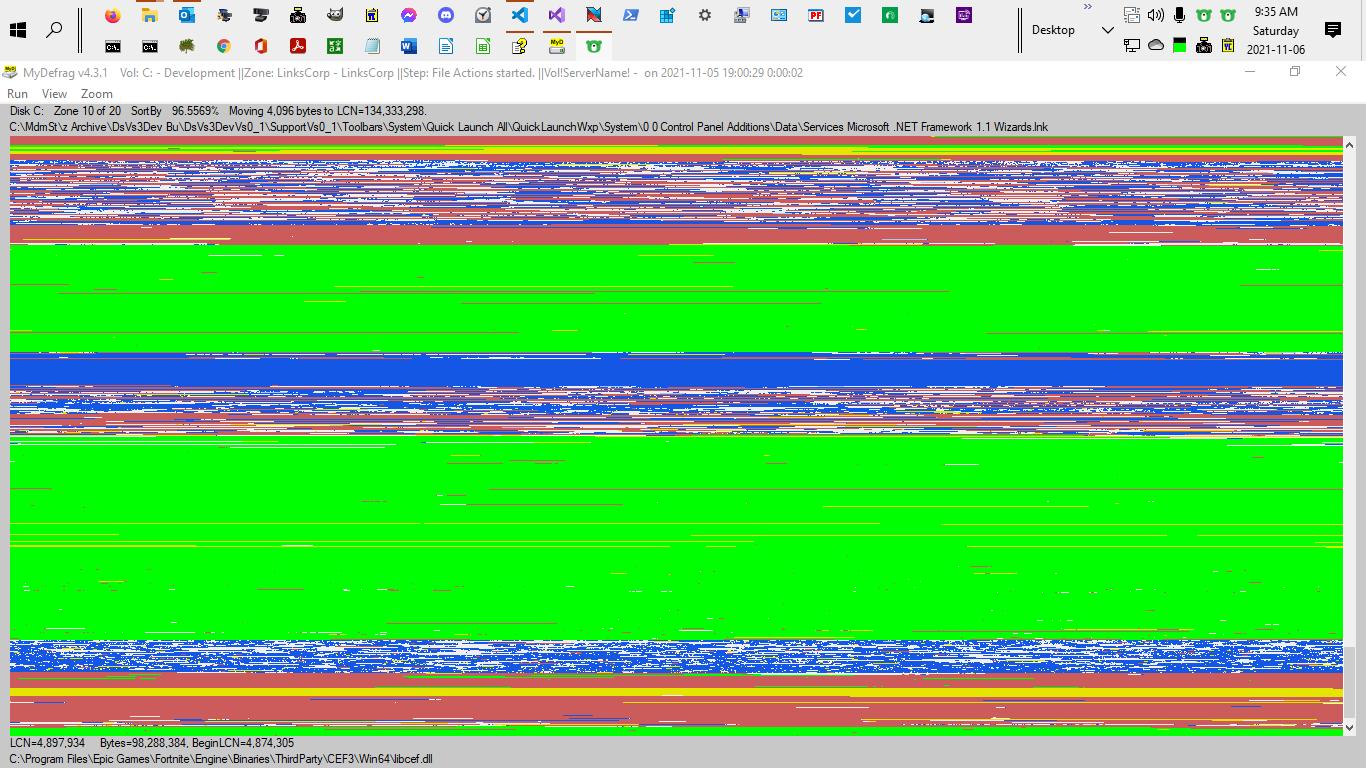 9:35 AM
Desktop
Saturday
2021-11-06
MyDefrag v4.3.1 Vol: C: - Development ||Zone: LinksCorp - LinksCorp ||Step: File Actions started. ||Vol!ServerName! - on 2021-11-05 19:00:29 0:00:02
Run View Zoom
Disk C: Zone 10 of 20 SortBy 96.5569% Moving 4,096 bytes to LCN=134,333,298.
C:\MdmSt\z Archive\DsVs3Dev Bu\DsVs3DevVs0_1\SupportVs0_1\Toolbars\System\Quick Launch All\QuickLaunchWxp\System\0 0 Control Panel Additions\Data\Services Microsoft .NET Framework 1.1 Wizards.lnk
LCN=4,897,934 Bytes=98,288,384, BeginLCN=4,874,305
C:\Program Files\Epic Games\Fortnite\Engine\Binaries\ThirdParty\CEF3\Win64\libcef.dll